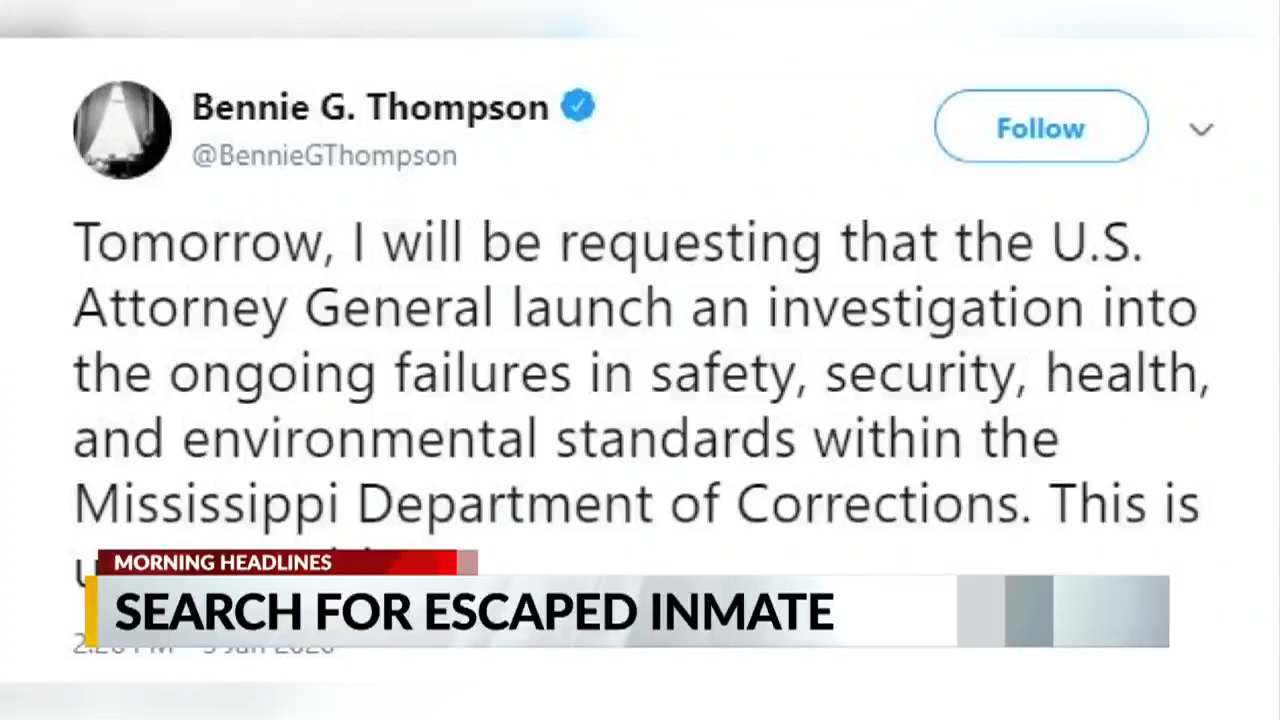 Bennie G. Thompson
@BennieGThompson
Follow
Tomorrow, I will be requesting that the U.S.
Attorney General launch an investigation into
the ongoing failures in safety, security, health,
and environmental standards within the
Mississippi Department of Corrections. This is
MORNING HEADLINES
SEARCH FOR ESCAPED INMATE